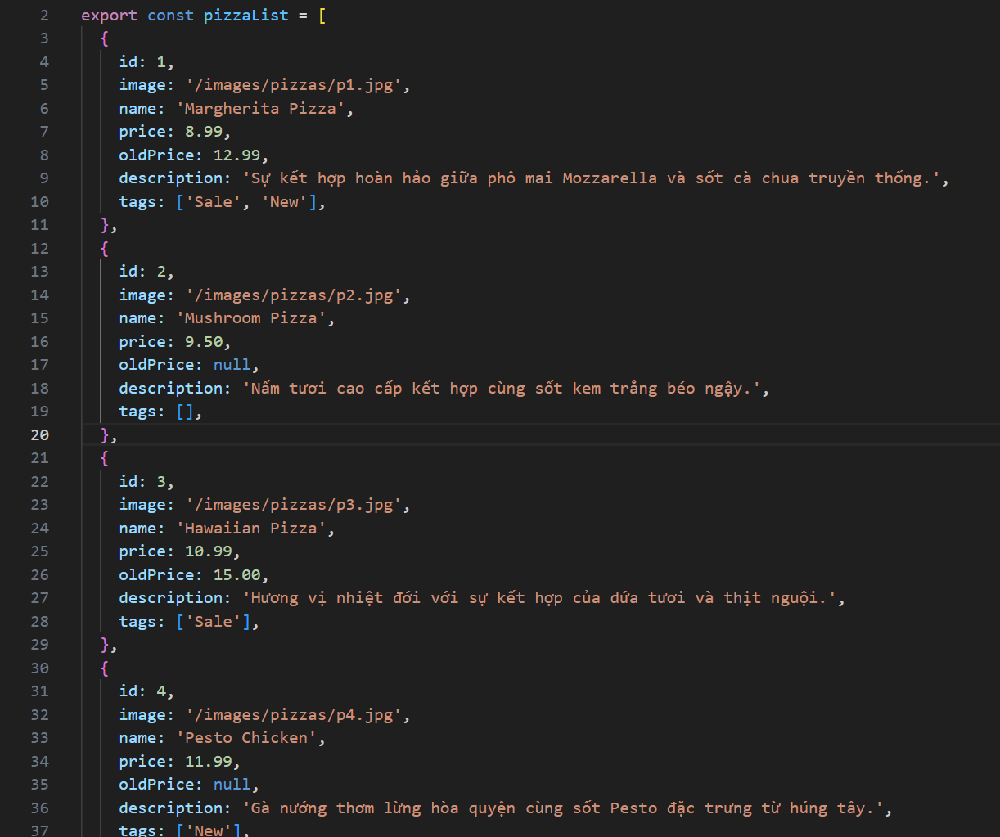 2 export const pizzaList = [
3 {
4 id: 1,
5 image: '/images/pizzas/p1.jpg',
6 name: 'Margherita Pizza',
7 price: 8.99,
8 oldPrice: 12.99,
9 description: 'Sự kết hợp hoàn hảo giữa phô mai Mozzarella và sốt cà chua truyền thống.',
10 tags: ['Sale', 'New'],
11 },
12 {
13 id: 2,
14 image: '/images/pizzas/p2.jpg',
15 name: 'Mushroom Pizza',
16 price: 9.50,
17 oldPrice: null,
18 description: 'Nấm tươi cao cấp kết hợp cùng sốt kem trắng béo ngậy.',
19 tags: [],
20 },
21 {
22 id: 3,
23 image: '/images/pizzas/p3.jpg',
24 name: 'Hawaiian Pizza',
25 price: 10.99,
26 oldPrice: 15.00,
27 description: 'Hương vị nhiệt đới với sự kết hợp của dứa tươi và thịt nguội.',
28 tags: ['Sale'],
29 },
30 {
31 id: 4,
32 image: '/images/pizzas/p4.jpg',
33 name: 'Pesto Chicken',
34 price: 11.99,
35 oldPrice: null,
36 description: 'Gà nướng thơm lừng hòa quyện cùng sốt Pesto đặc trưng từ húng tây.',
37 tags: ['New'],